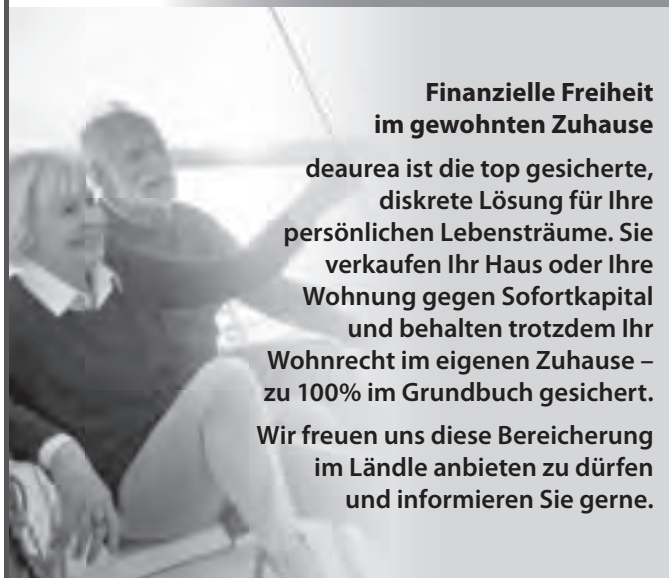 Finanzielle Freiheit
im gewohnten Zuhause
deaurea ist die top gesicherte,
diskrete Lösung für Ihre
persönlichen Lebensträume. Sie
verkaufen Ihr Haus oder Ihre
Wohnung gegen Sofortkapital
und behalten trotzdem Ihr
Wohnrecht im eigenen Zuhause –
zu 100% im Grundbuch gesichert.
Wir freuen uns diese Bereicherung
im Ländle anbieten zu dürfen
und informieren Sie gerne.